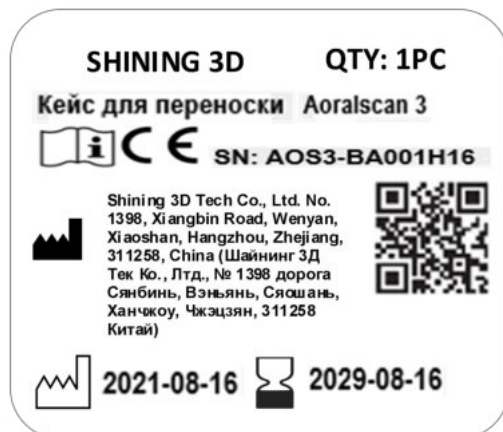 SHINING 3D QTY: 1PC
Кейс для переноски Aoralscan 3
i CE SN: AOS3-BA001H16
Shining 3D Tech Co., Ltd. No.
1398, Xiangbin Road, Wenyan,
Xiaoshan, Hangzhou, Zhejiang,
311258, China (Шайнинг 3Д
Тек Ко., Лтд., № 1398 дорога
Сянбинь, Вэньянь, Сяошань,
Ханчжоу, Чжэцзян, 311258
Китай)
2021-08-16 2029-08-16